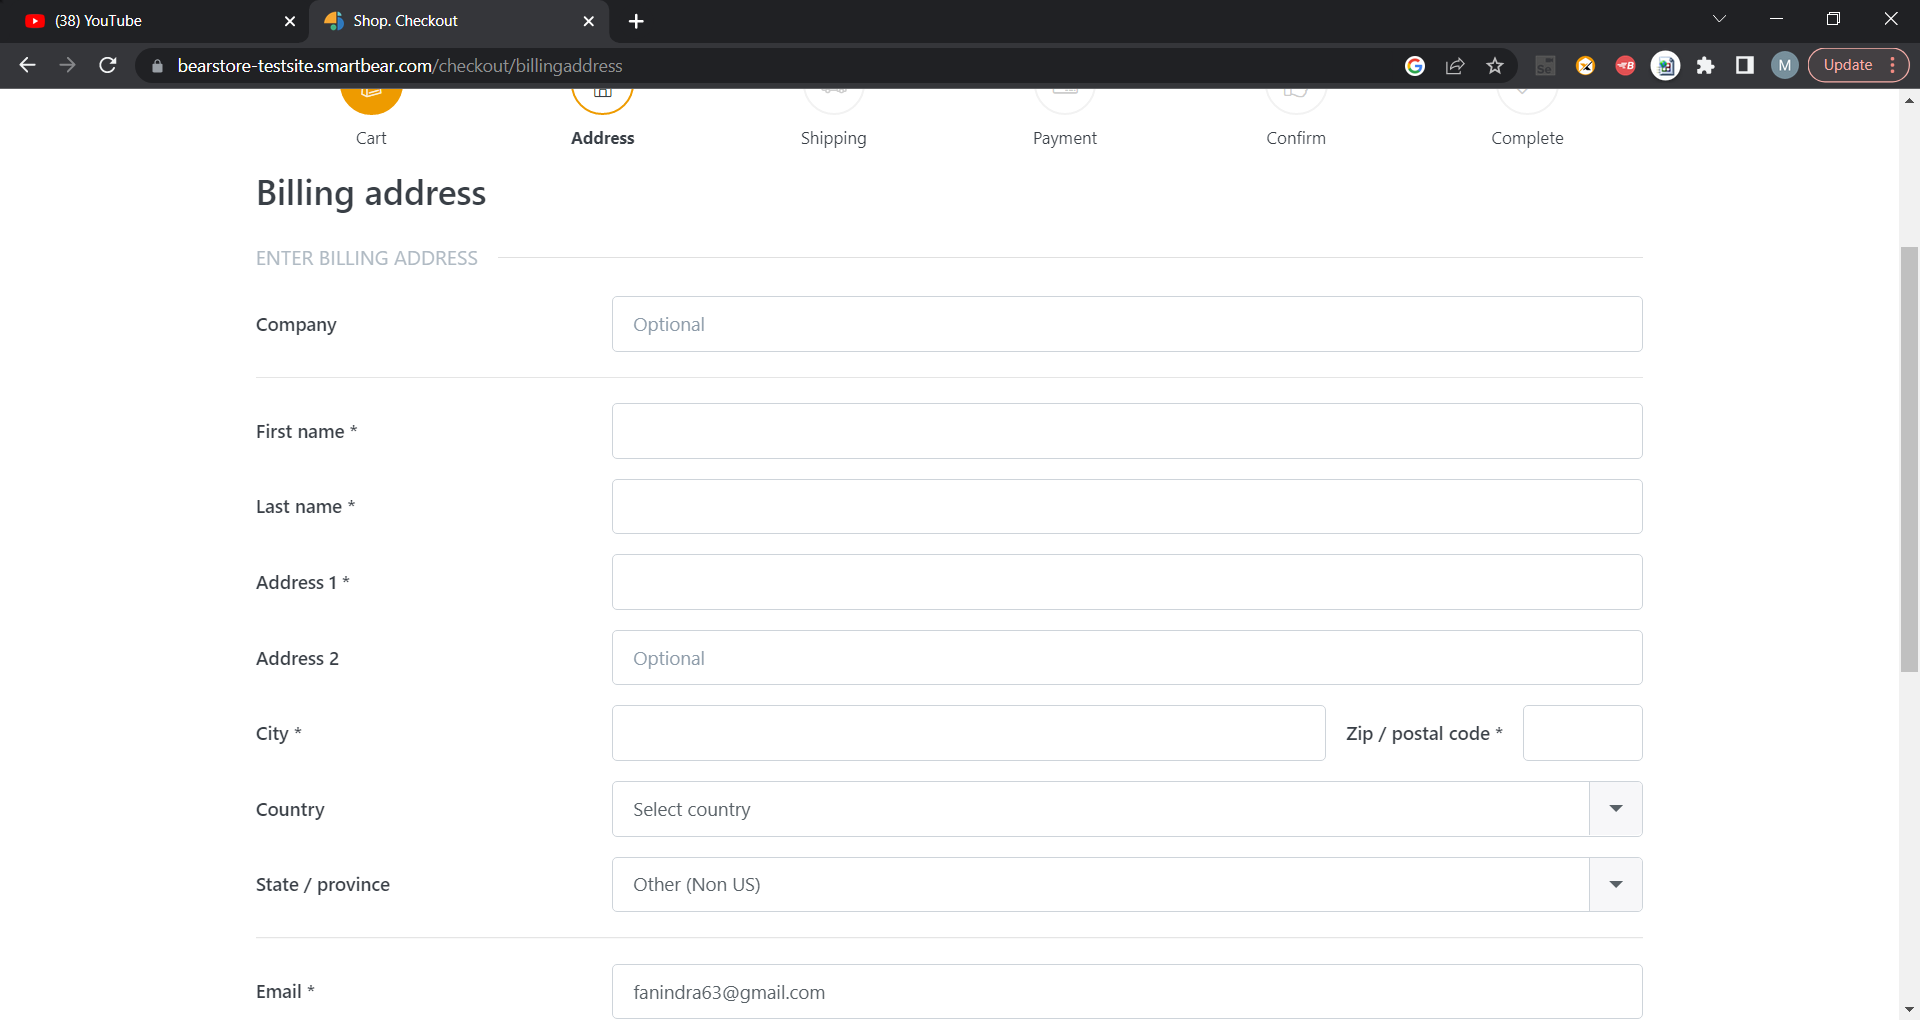 (38) YouTube
Shop. Checkout
bearstore-testsite.smartbear.com/checkout/billingaddress
Se
B
M
Update
Cart
Address
Shipping
Payment
Confirm
Complete
Billing address
ENTER BILLING ADDRESS
Company
Optional
First name *
Last name *
Address 1 *
Address 2
Optional
City *
Zip / postal code *
Country
Select country
State / province
Other (Non US)
Email *
fanindra63@gmail.com